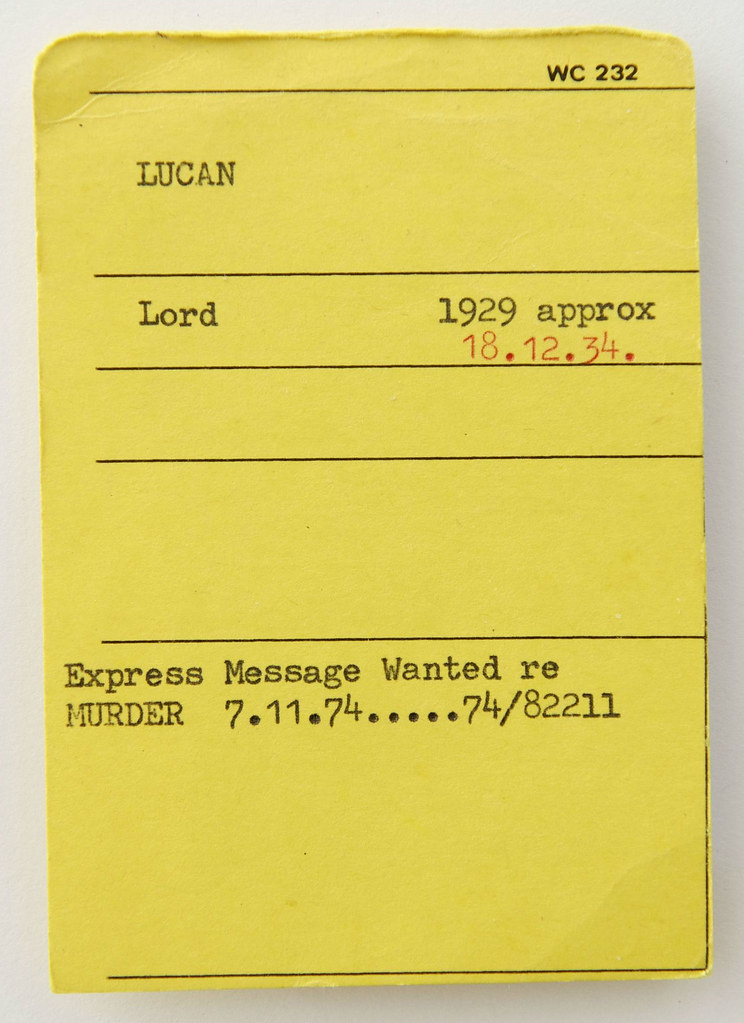 WC 232
LUCAN
Lord 1929 approx
18.12.34.
Express Message Wanted re
MURDER 7.11.74.....74/82211